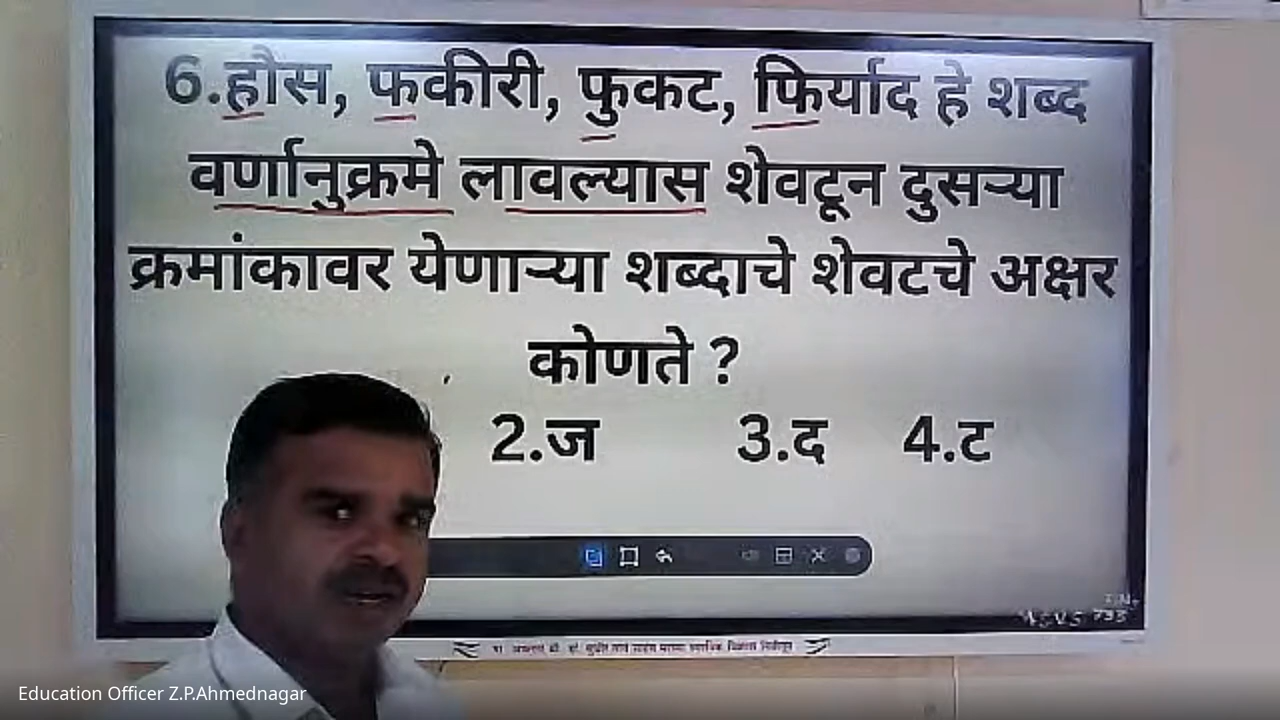 6.हौस, फकीरी, फुकट, फिर्याद हे शब्द
वर्णानुक्रमे लावल्यास शेवटून दुसऱ्या
क्रमांकावर येणाऱ्या शब्दाचे शेवटचे अक्षर
कोणते ?
2.ज 3.द 4.ट
Education Officer Z.P.Ahmednagar